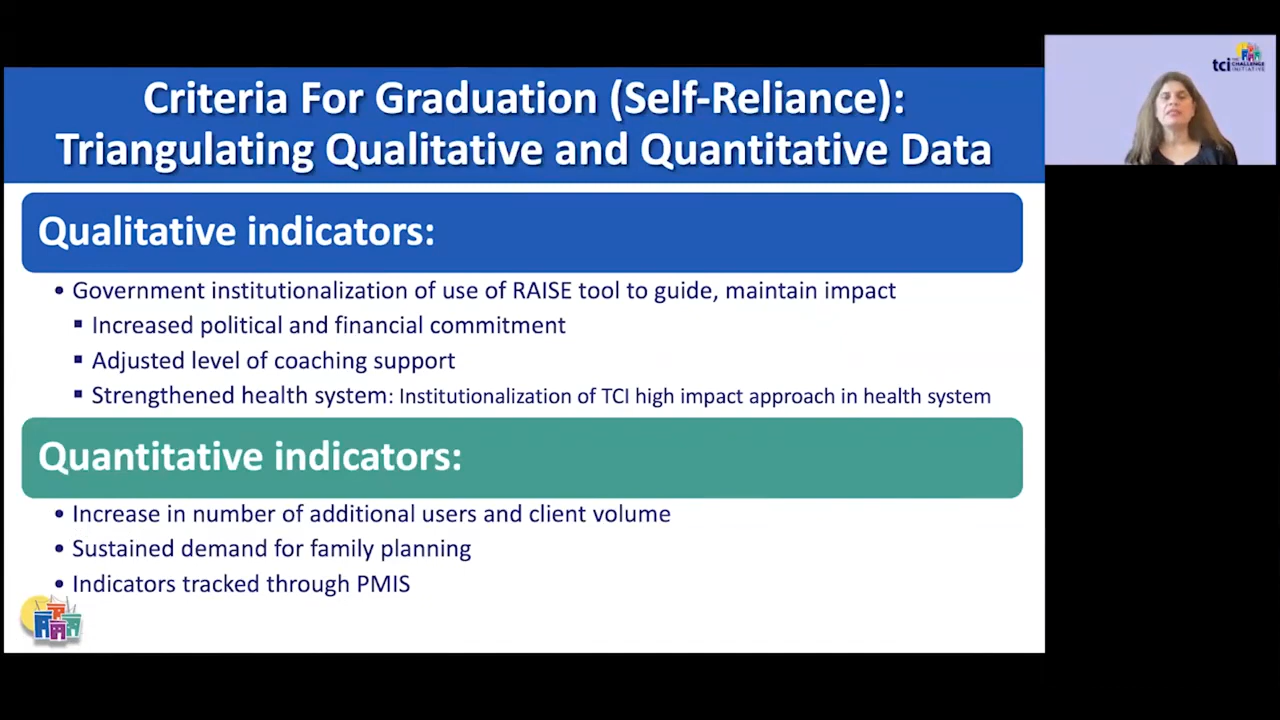 Criteria For Graduation (Self-Reliance):
Triangulating Qualitative and Quantitative Data
tci THE CHALLENGE INITIATIVE
Qualitative indicators:
• Government institutionalization of use of RAISE tool to guide, maintain impact
▪ Increased political and financial commitment
▪ Adjusted level of coaching support
▪ Strengthened health system: Institutionalization of TCI high impact approach in health system
Quantitative indicators:
• Increase in number of additional users and client volume
• Sustained demand for family planning
• Indicators tracked through PMIS